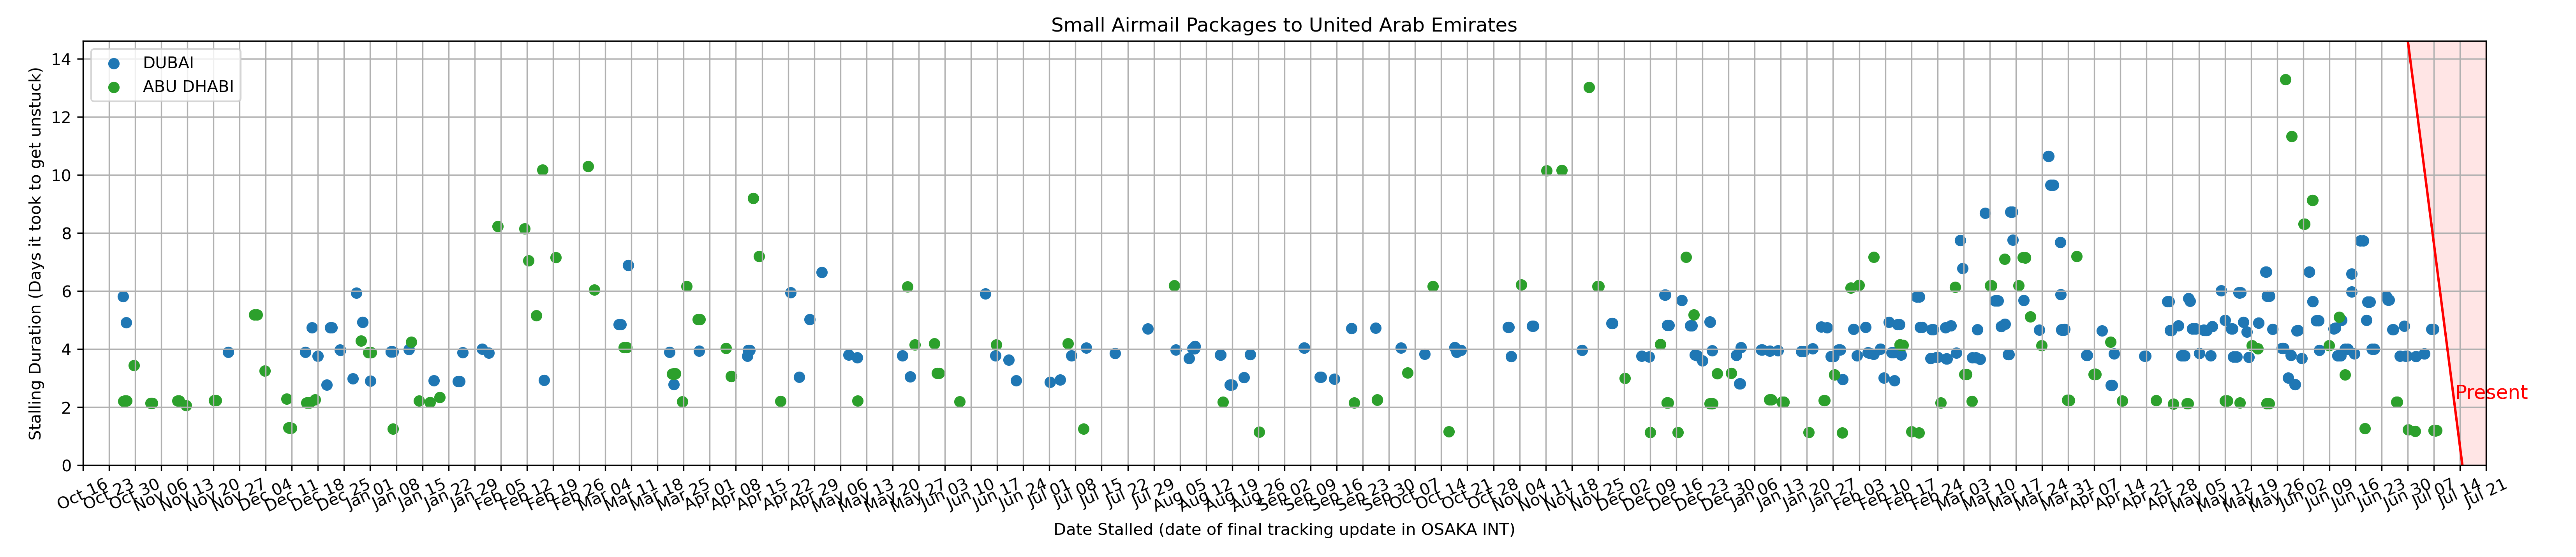 Small Airmail Packages to United Arab Emirates
DUBAI
ABU DHABI
Stalling Duration (Days it took to get unstuck)
14
12
10
8
6
4
2
0
Present
Oct 16
Oct 23
Oct 30
Nov 06
Nov 13
Nov 20
Nov 27
Dec 04
Dec 11
Dec 18
Dec 25
Jan 01
Jan 08
Jan 15
Jan 22
Jan 29
Feb 05
Feb 12
Feb 19
Feb 26
Mar 04
Mar 11
Mar 18
Mar 25
Apr 01
Apr 08
Apr 15
Apr 22
Apr 29
May 06
May 13
May 20
May 27
Jun 03
Jun 10
Jun 17
Jun 24
Jul 01
Jul 08
Jul 15
Jul 22
Jul 29
Aug 05
Aug 12
Aug 19
Aug 26
Sep 02
Sep 09
Sep 16
Sep 23
Sep 30
Oct 07
Oct 14
Oct 21
Oct 28
Nov 04
Nov 11
Nov 18
Nov 25
Dec 02
Dec 09
Dec 16
Dec 23
Dec 30
Jan 06
Jan 13
Jan 20
Jan 27
Feb 03
Feb 10
Feb 17
Feb 24
Mar 03
Mar 10
Mar 17
Mar 24
Mar 31
Apr 07
Apr 14
Apr 21
Apr 28
May 05
May 12
May 19
May 26
Jun 02
Jun 09
Jun 16
Jun 23
Jun 30
Jul 07
Jul 14
Jul 21
Date Stalled (date of final tracking update in OSAKA INT)